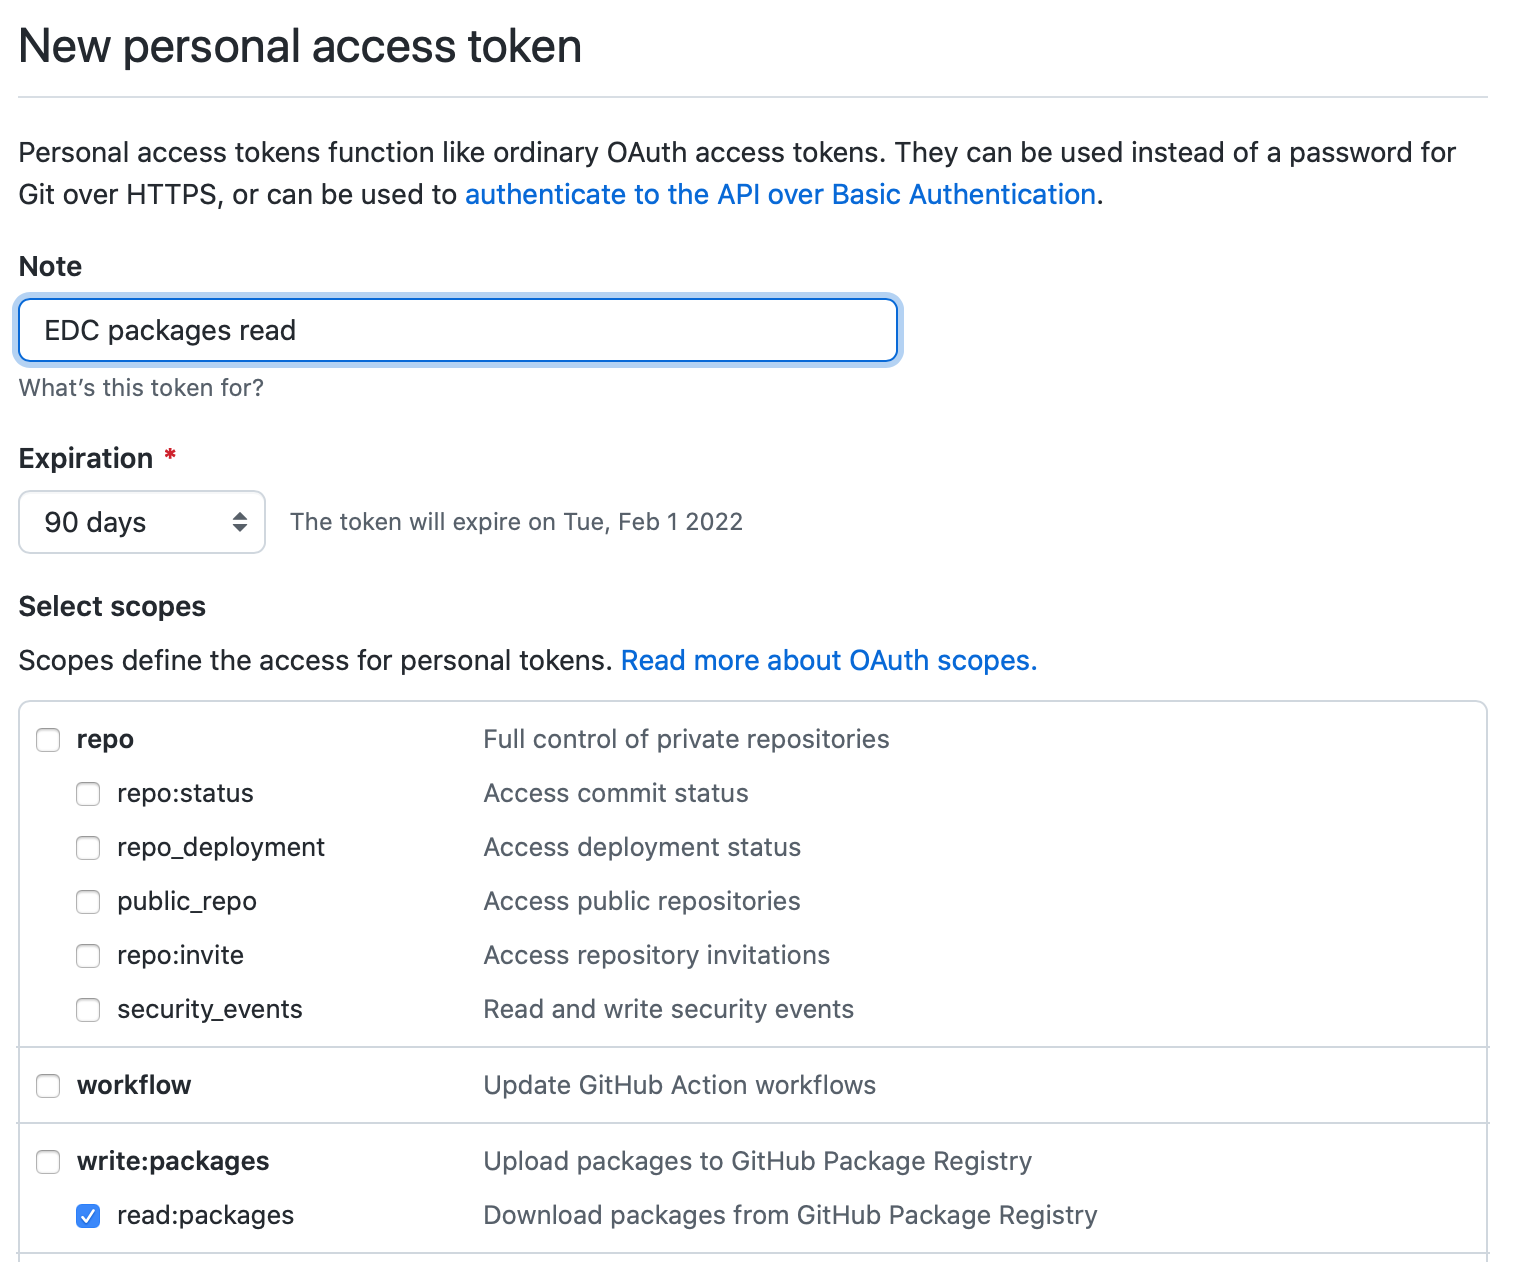 New personal access token
Personal access tokens function like ordinary OAuth access tokens. They can be used instead of a password for
Git over HTTPS, or can be used to authenticate to the API over Basic Authentication.
Note
EDC packages read
What's this token for?
Expiration *
90 days The token will expire on Tue, Feb 1 2022
Select scopes
Scopes define the access for personal tokens. Read more about OAuth scopes.
repo Full control of private repositories
repo:status Access commit status
repo_deployment Access deployment status
public_repo Access public repositories
repo:invite Access repository invitations
security_events Read and write security events
workflow Update GitHub Action workflows
write:packages Upload packages to GitHub Package Registry
read:packages Download packages from GitHub Package Registry